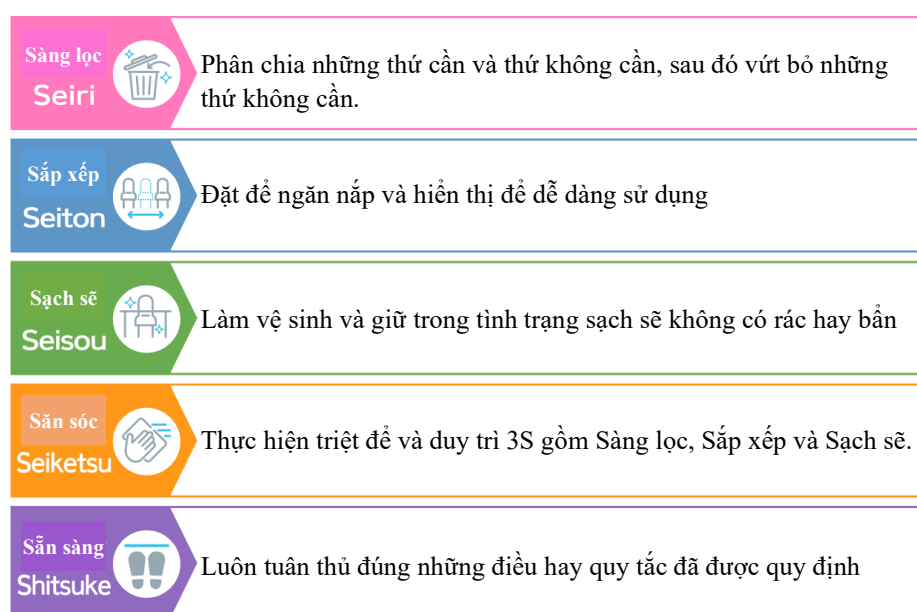 Sàng lọc
Seiri
Phân chia những thứ cần và thứ không cần, sau đó vứt bỏ những
thứ không cần.
Sắp xếp
Seiton
Đặt để ngăn nắp và hiển thị để dễ dàng sử dụng
Sạch sẽ
Seisou
Làm vệ sinh và giữ trong tình trạng sạch sẽ không có rác hay bẩn
Săn sóc
Seiketsu
Thực hiện triệt để và duy trì 3S gồm Sàng lọc, Sắp xếp và Sạch sẽ.
Sẵn sàng
Shitsuke
Luôn tuân thủ đúng những điều hay quy tắc đã được quy định